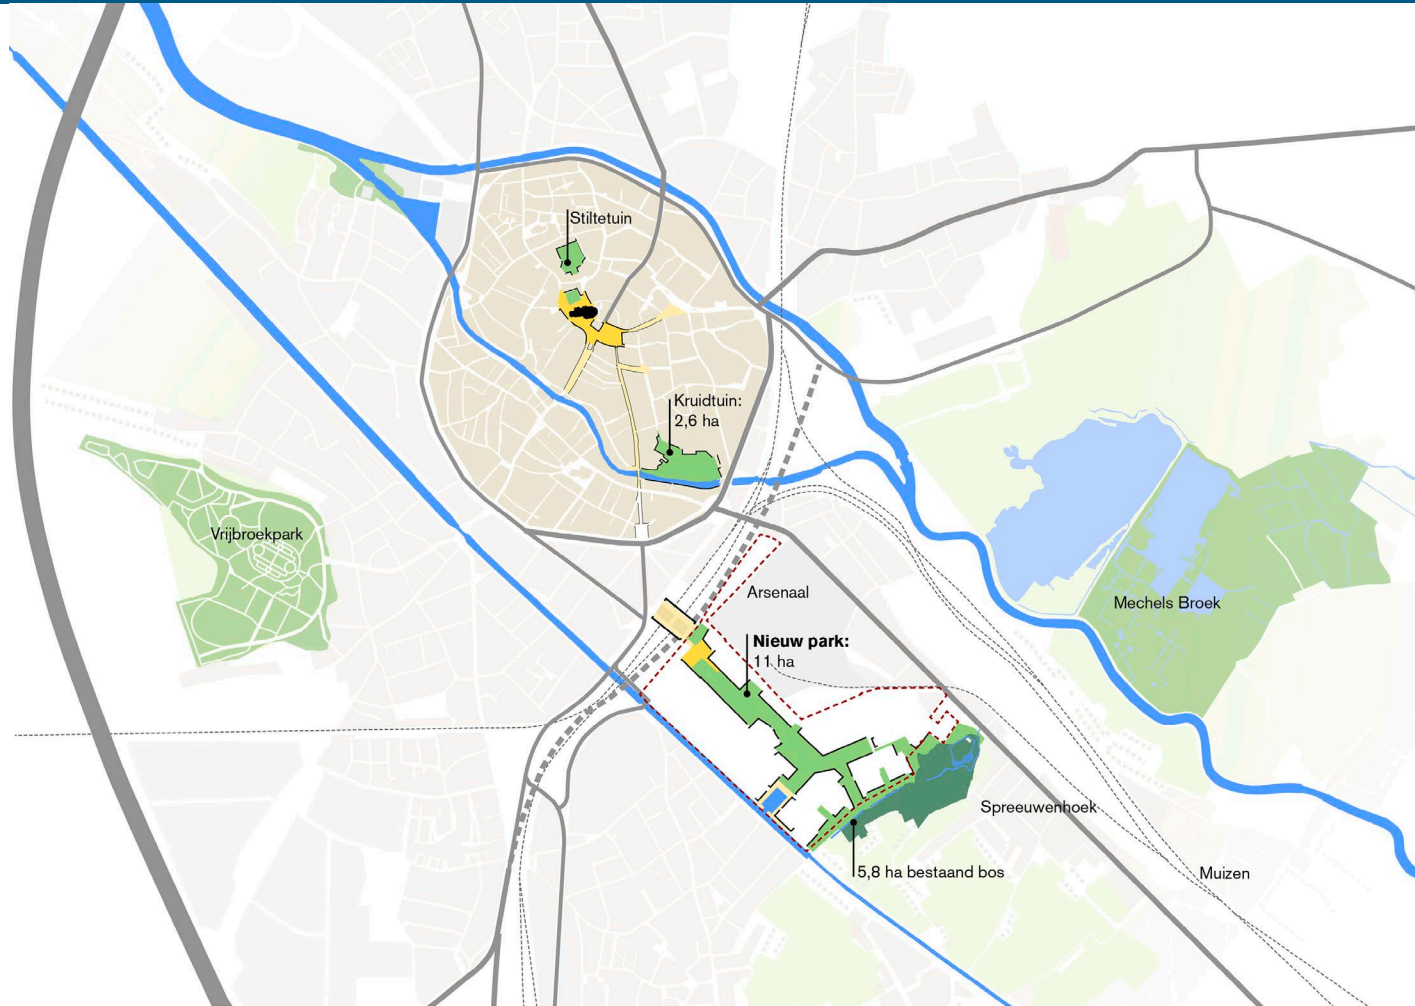 Stiltetuin
Kruidtuin:
2,6 ha
Vrijbroekpark
Arsenaal
Mechels Broek
Nieuw park:
11 ha
Spreeuwenhoek
5,8 ha bestaand bos
Muizen